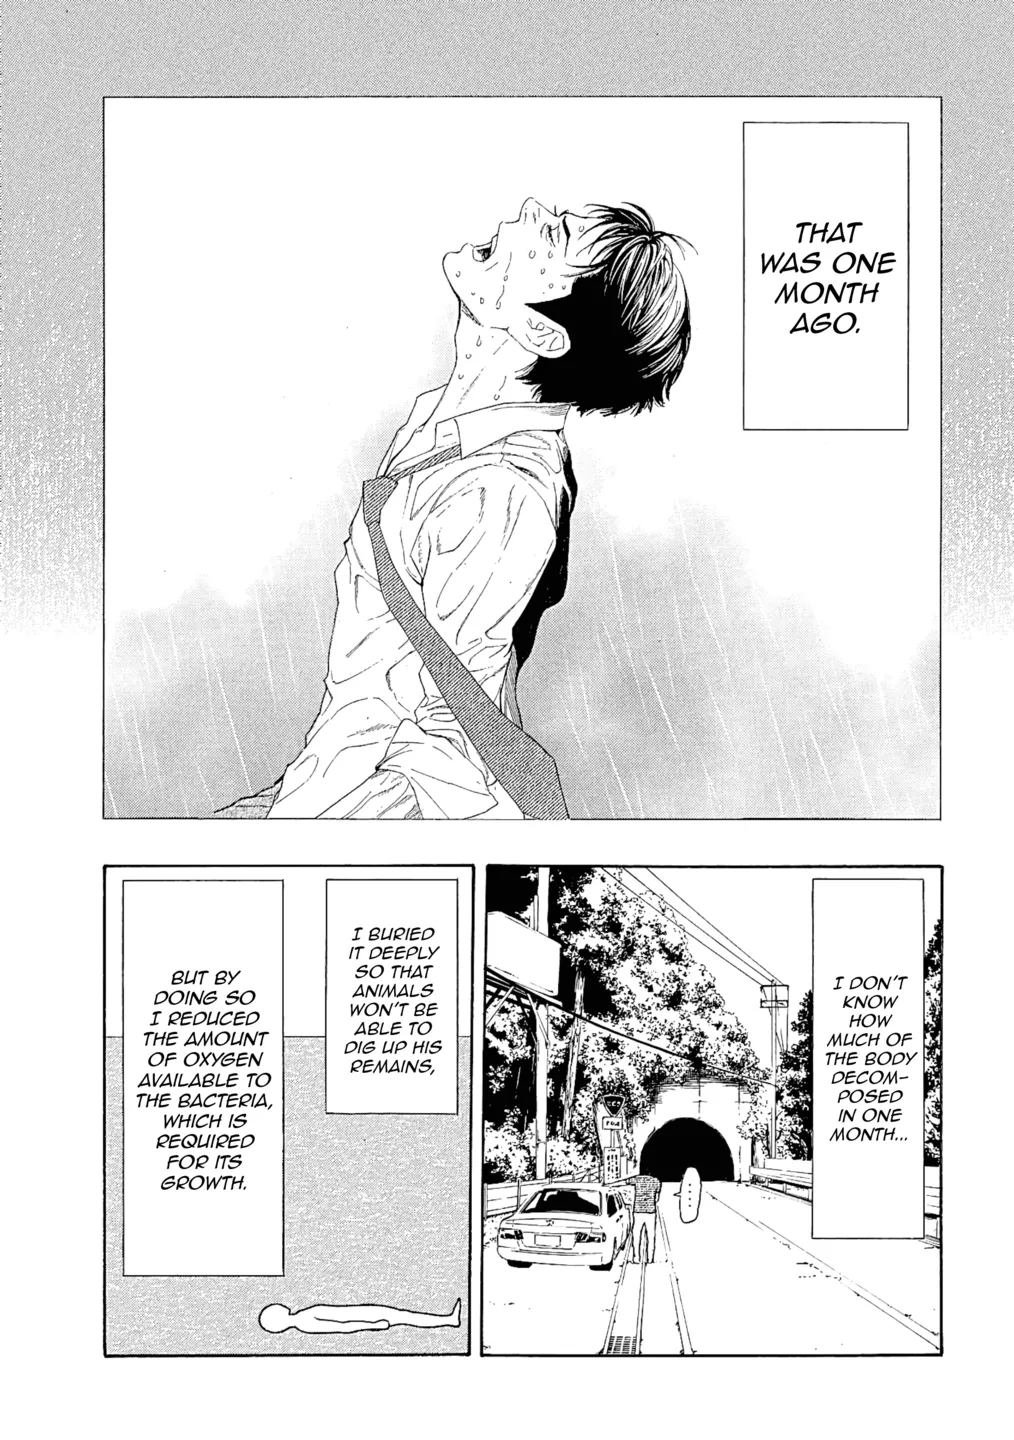 THAT
WAS ONE
MONTH
AGO.
I DON'T
KNOW
HOW
MUCH OF
THE BODY
DECOM-
POSED
IN ONE
MONTH...
I BURIED
IT DEEPLY
SO THAT
ANIMALS
WON'T BE
ABLE TO
DIG UP HIS
REMAINS,
BUT BY
DOING SO
I REDUCED
THE AMOUNT
OF OXYGEN
AVAILABLE TO
THE BACTERIA,
WHICH IS
REQUIRED
FOR ITS
GROWTH.
....